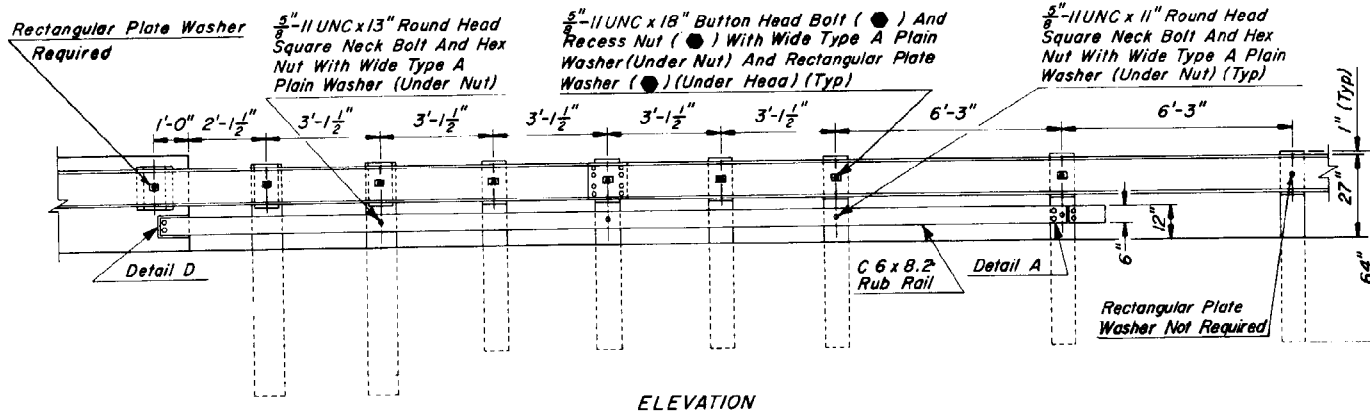 Rectangular Plate Washer
Required
5/8"-11 UNC x 13" Round Head
Square Neck Bolt And Hex
Nut With Wide Type A
Plain Washer (Under Nut)
5/8"-11 UNC x 18" Button Head Bolt ( ⬢ ) And
Recess Nut ( ⬢ ) With Wide Type A Plain
Washer (Under Nut) And Rectangular Plate
Washer ( ⬢ ) (Under Head) (Typ)
5/8"-11 UNC x 11" Round Head
Square Neck Bolt And Hex
Nut With Wide Type A Plain
Washer (Under Nut) (Typ)
1'-0"
2'-1 1/2"
3'-1 1/2"
3'-1 1/2"
3'-1 1/2"
3'-1 1/2"
3'-1 1/2"
6'-3"
6'-3"
1" (Typ)
27"
64"
12"
6"
Detail D
C 6 x 8.2
Rub Rail
Detail A
Rectangular Plate
Washer Not Required
ELEVATION